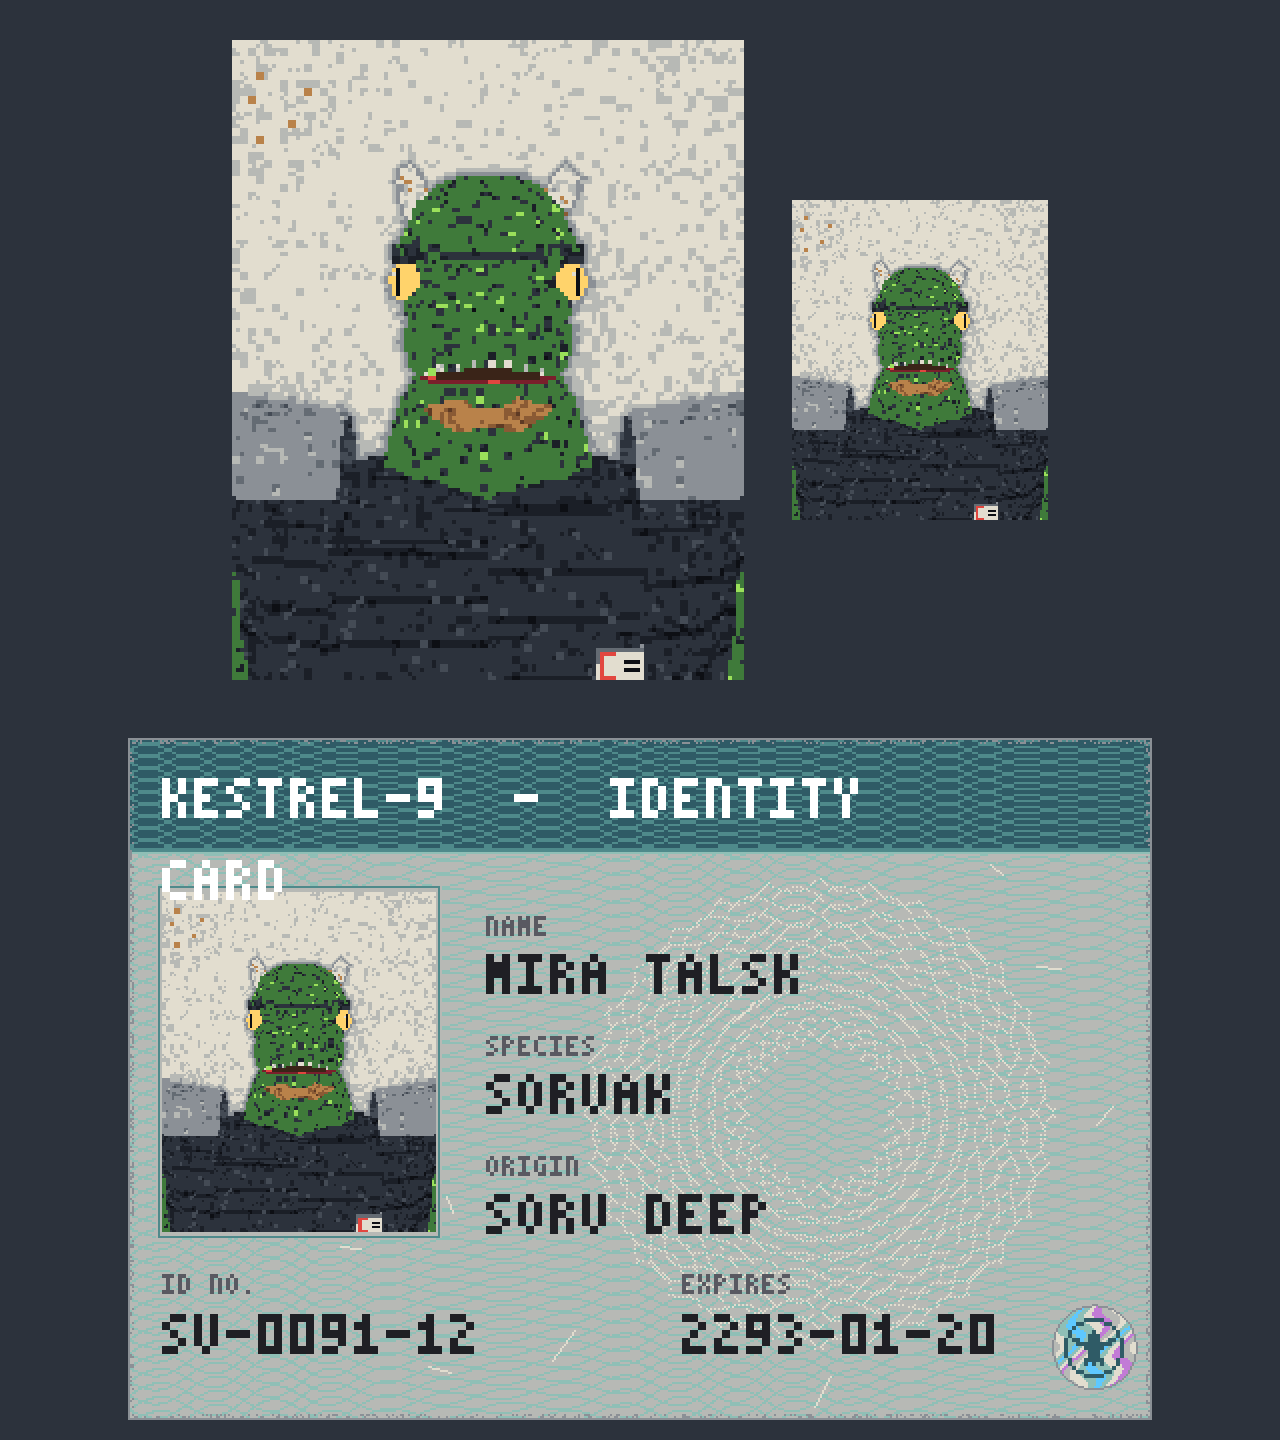 KESTREL-9 - IDENTITY
CARD
NAME
MIRA TALSK
SPECIES
SORVAK
ORIGIN
SORV DEEP
ID NO.
SV-0091-12
EXPIRES
2293-01-20